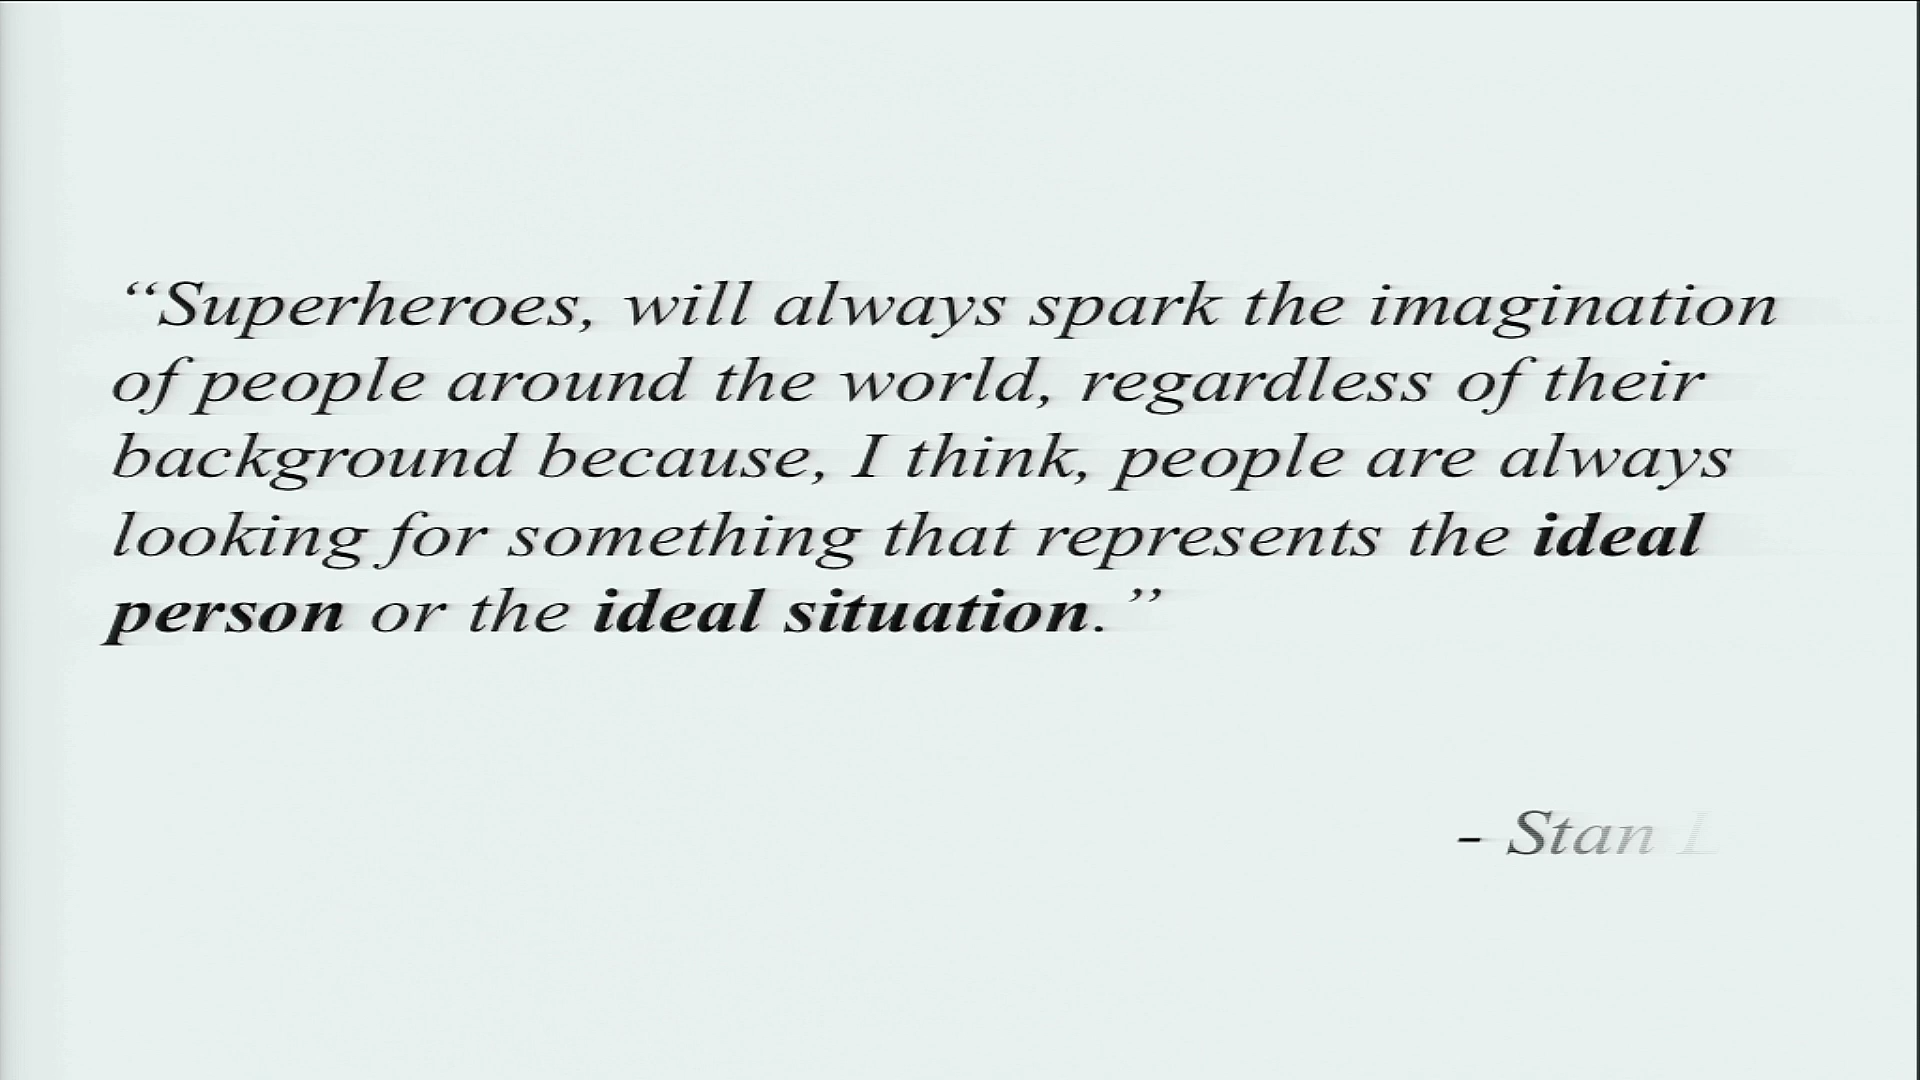 “Superheroes, will always spark the imagination
of people around the world, regardless of their
background because, I think, people are always
looking for something that represents the ideal
person or the ideal situation.”
- Stan L